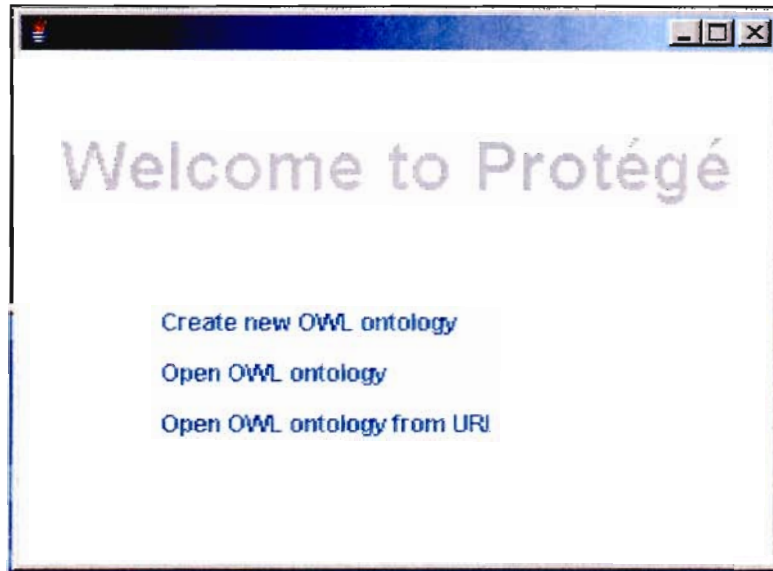 Welcome to Protégé
Create new OWL ontology
Open OWL ontology
Open OWL ontology from URI